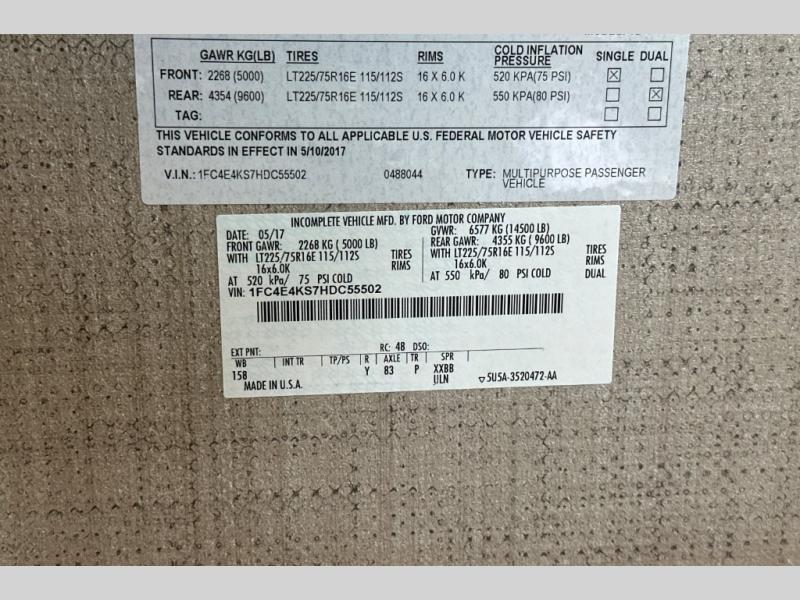 GAWR KG(LB) TIRES RIMS COLD INFLATION PRESSURE SINGLE DUAL
FRONT: 2268 (5000) LT225/75R16E 115/112S 16 X 6.0 K 520 KPA(75 PSI) ☒ ☐
REAR: 4354 (9600) LT225/75R16E 115/112S 16 X 6.0 K 550 KPA(80 PSI) ☐ ☒
TAG: ☐ ☐
THIS VEHICLE CONFORMS TO ALL APPLICABLE U.S. FEDERAL MOTOR VEHICLE SAFETY
STANDARDS IN EFFECT IN 5/10/2017
V.I.N.: 1FC4E4KS7HDC55502 0488044 TYPE: MULTIPURPOSE PASSENGER
VEHICLE
INCOMPLETE VEHICLE MFD. BY FORD MOTOR COMPANY
DATE: 05/17 GVWR: 6577 KG (14500 LB)
FRONT GAWR: 2268 KG ( 5000 LB) REAR GAWR: 4355 KG ( 9600 LB)
WITH LT225/75R16E 115/112S TIRES WITH LT225/75R16E 115/112S TIRES
16x6.0K RIMS 16x6.0K RIMS
AT 520 kPa/ 75 PSI COLD AT 550 kPa/ 80 PSI COLD DUAL
VIN: 1FC4E4KS7HDC55502
EXT PNT: RC: 48 DSO:
WB INT TR TP/PS R AXLE TR SPR
158 Y 83 P XXBB
MADE IN U.S.A. ULN ▽5U5A-3520472-AA